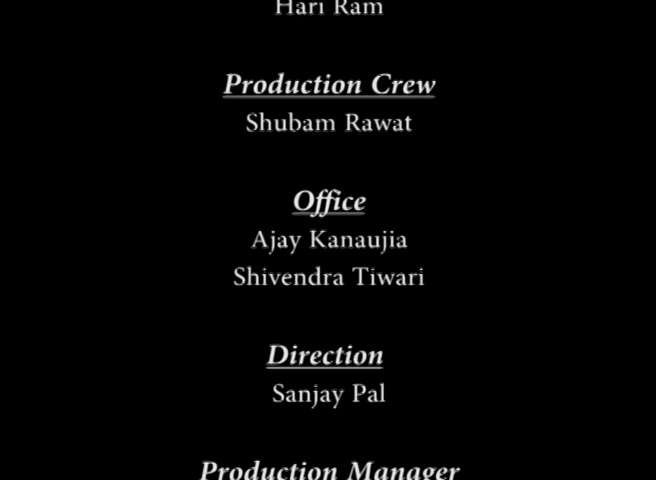 Hari Ram
Production Crew
Shubam Rawat
Office
Ajay Kanaujia
Shivendra Tiwari
Direction
Sanjay Pal
Production Manager